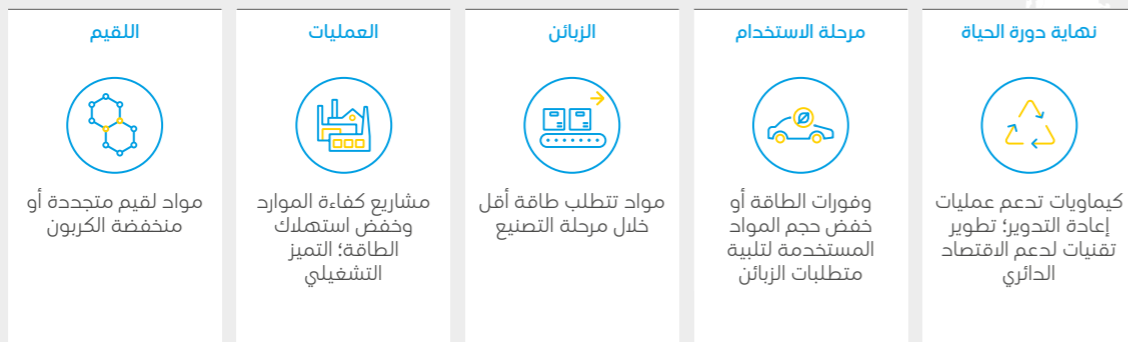 نهاية دورة الحياة
كيماويات تدعم عمليات
إعادة التدوير؛ تطوير
تقنيات لدعم الاقتصاد
الدائري
مرحلة الاستخدام
وفورات الطاقة أو
خفض حجم المواد
المستخدمة لتلبية
متطلبات الزبائن
الزبائن
مواد تتطلب طاقة أقل
خلال مرحلة التصنيع
العمليات
مشاريع كفاءة الموارد
وخفض استهلاك
الطاقة؛ التميز
التشغيلي
اللقيم
مواد لقيم متجددة أو
منخفضة الكربون